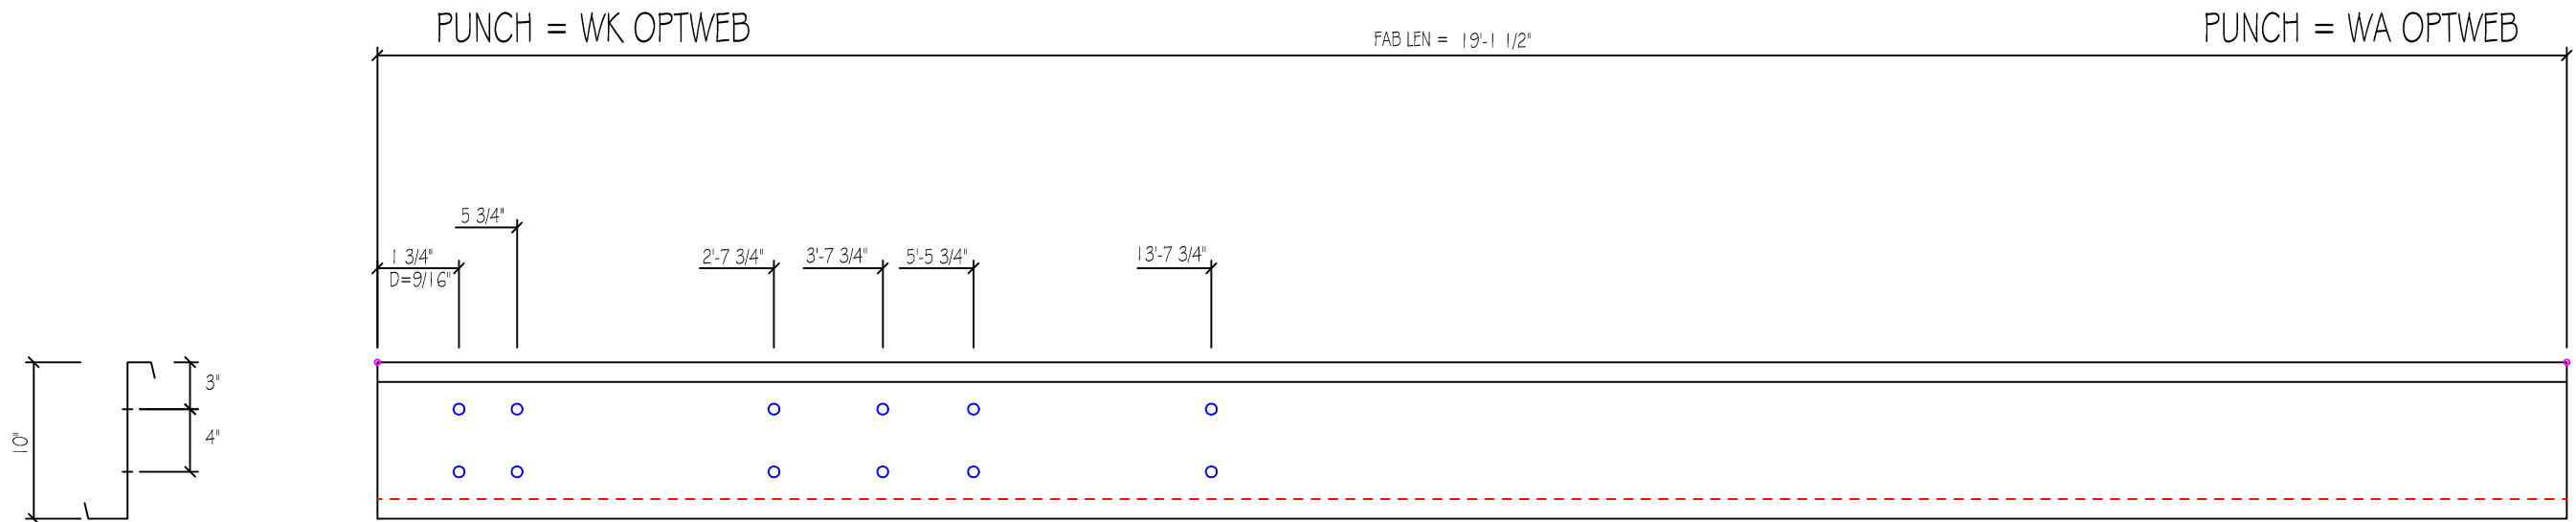 PUNCH = WK OPTWEB
PUNCH = WA OPTWEB
FAB LEN = 19'-1 1/2"
5 3/4"
1 3/4"
D=9/16"
2'-7 3/4"
3'-7 3/4"
5'-5 3/4"
13'-7 3/4"
3"
4"
10"